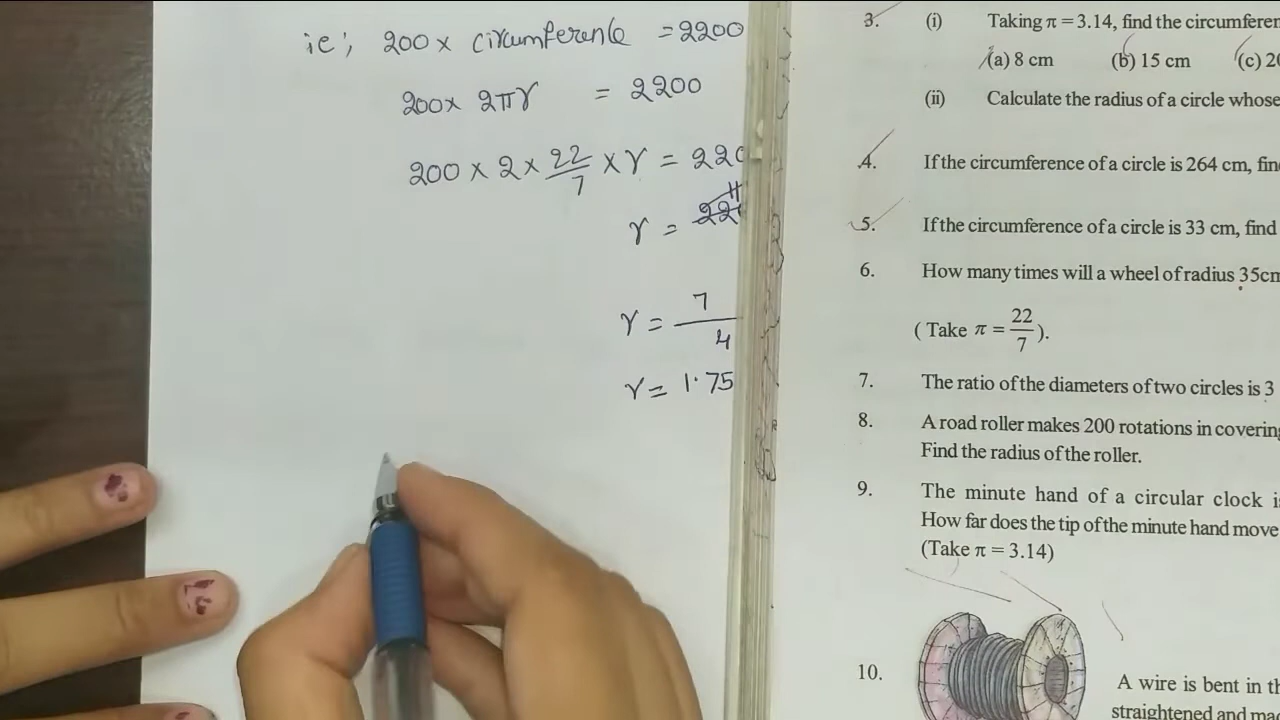 ie; 200 x circumference = 2200
200 x 2πr = 2200
200 x 2 x 22/7 x r = 220
r =
r = 7/4
r = 1.75
3. (i) Taking π = 3.14, find the
(a) 8 cm (b) 15 cm (c)
(ii) Calculate the radius of a circle whose
4. If the circumference of a circle is 264 cm,
5. If the circumference of a circle is 33 cm, find
6. How many times will a wheel of radius 35cm
( Take π = 22/7 ).
7. The ratio of the diameters of two circles is 3
8. A road roller makes 200 rotations in
Find the radius of the roller.
9. The minute hand of a circular clock
How far does the tip of the minute hand move
(Take π = 3.14)
10. A wire is bent in
straightened and